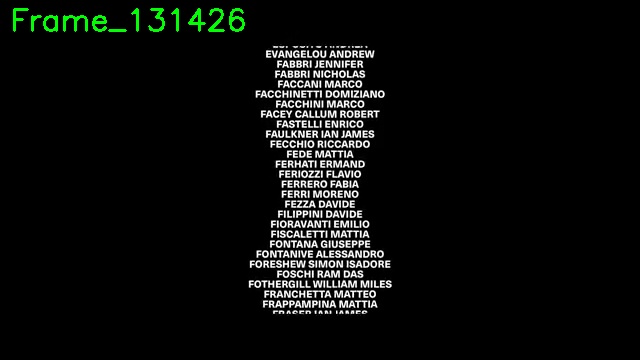 Frame_131426
EVANGELOU ANDREW
FABBRI JENNIFER
FABBRI NICHOLAS
FACCANI MARCO
FACCHINETTI DOMIZIANO
FACCHINI MARCO
FACEY CALLUM ROBERT
FASTELLI ENRICO
FAULKNER IAN JAMES
FECCHIO RICCARDO
FEDE MATTIA
FERHATI ERMAND
FERIOZZI FLAVIO
FERRERO FABIA
FERRI MORENO
FEZZA DAVIDE
FILIPPINI DAVIDE
FIORAVANTI EMILIO
FISCALETTI MATTIA
FONTANA GIUSEPPE
FONTANIVE ALESSANDRO
FORESHEW SIMON ISADORE
FOSCHI RAM DAS
FOTHERGILL WILLIAM MILES
FRANCHETTA MATTEO
FRAPPAMPINA MATTIA
FRASER IAN JAMES